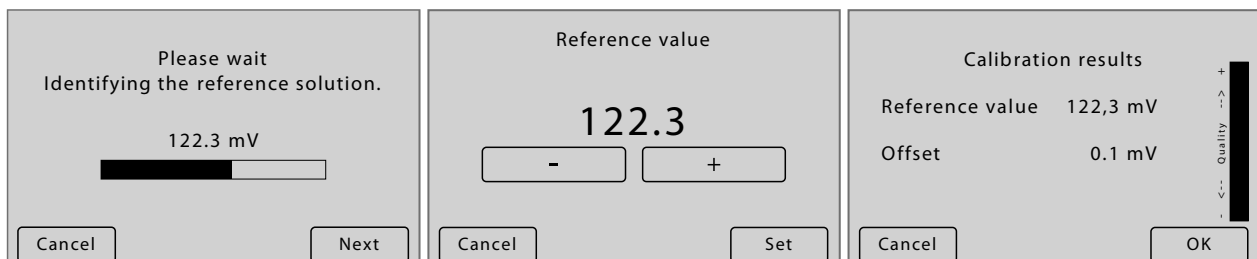 Please wait
Identifying the reference solution.
122.3 mV
Cancel
Next
Reference value
122.3
-
+
Cancel
Set
Calibration results
Reference value 122,3 mV
Offset 0.1 mV
- <-- Quality --> +
Cancel
OK